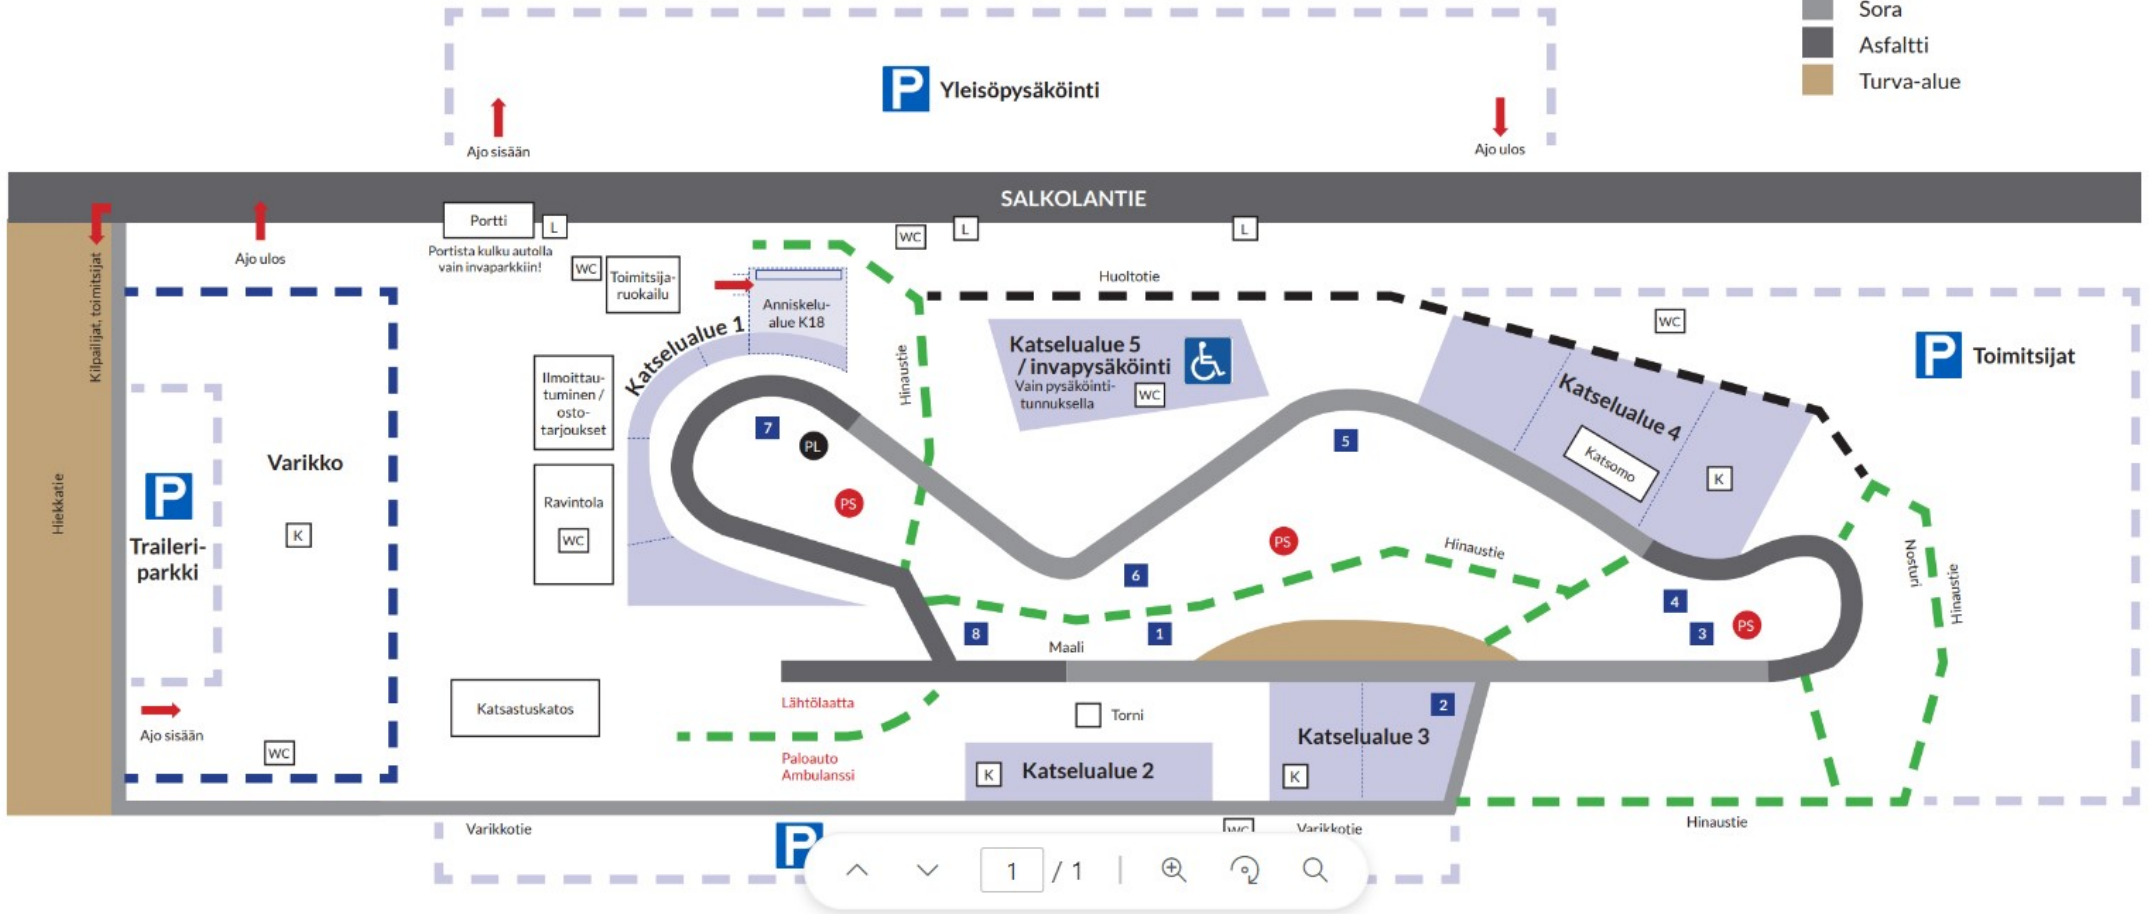 Sora
Asfaltti
Turva-alue
P Yleisöpysäköinti
Ajo sisään
Ajo ulos
SALKOLANTIE
Kilpailijat, toimitsijat
Hiekkatie
Ajo ulos
Portti
L
Portista kulku autolla
vain invaparkkiin!
WC
Toimitsija-
ruokailu
Anniskelu-
alue K18
Katselualue 1
WC
L
L
Huoltotie
Hinaustie
Katselualue 5
/ invapysäköinti
Vain pysäköinti-
tunnuksella
WC
WC
P Toimitsijat
Katselualue 4
Katsomo
K
Ilmoittau-
tuminen /
osto-
tarjoukset
Ravintola
WC
Varikko
K
P
Traileri-
parkki
Ajo sisään
WC
7
PL
PS
5
PS
Hinaustie
6
8
1
Maali
4
3
PS
Nosturi
Hinaustie
Katsastuskatos
Lähtölaatta
Paloauto
Ambulanssi
Torni
K
Katselualue 2
2
Katselualue 3
K
Hinaustie
Varikkotie
P
WC
Varikkotie
1 / 1